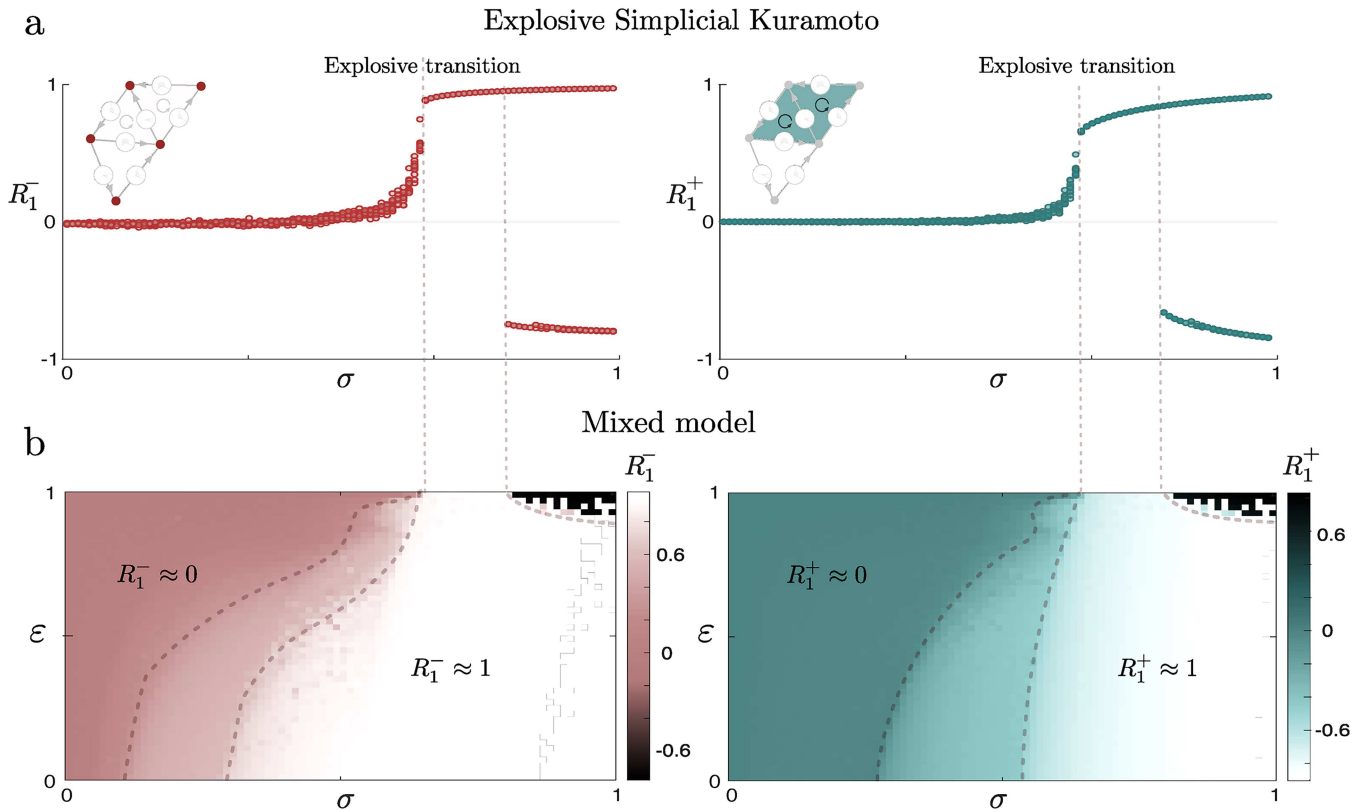 a
Explosive Simplicial Kuramoto
Explosive transition
1
R₁⁻
0
-1
0
σ
1
Explosive transition
1
R₁⁺
0
-1
0
σ
1
b
Mixed model
R₁⁻
1
ε
0
R₁⁻ ≈ 0
R₁⁻ ≈ 1
0
σ
1
0.6
0
-0.6
R₁⁺
1
ε
0
R₁⁺ ≈ 0
R₁⁺ ≈ 1
0
σ
1
0.6
0
-0.6